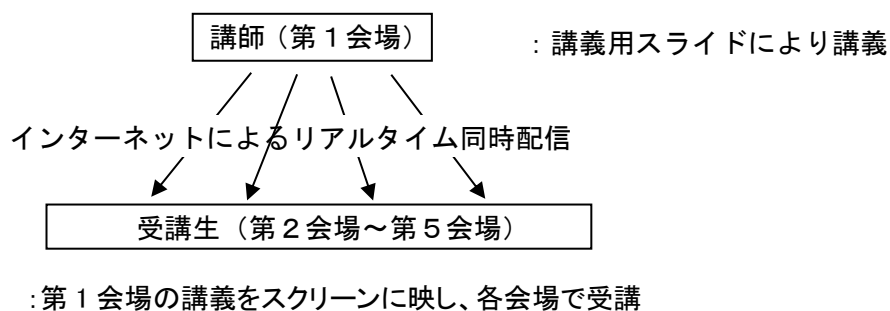 講師（第１会場）
：講義用スライドにより講義
インターネットによるリアルタイム同時配信
受講生（第２会場～第５会場）
：第１会場の講義をスクリーンに映し、各会場で受講